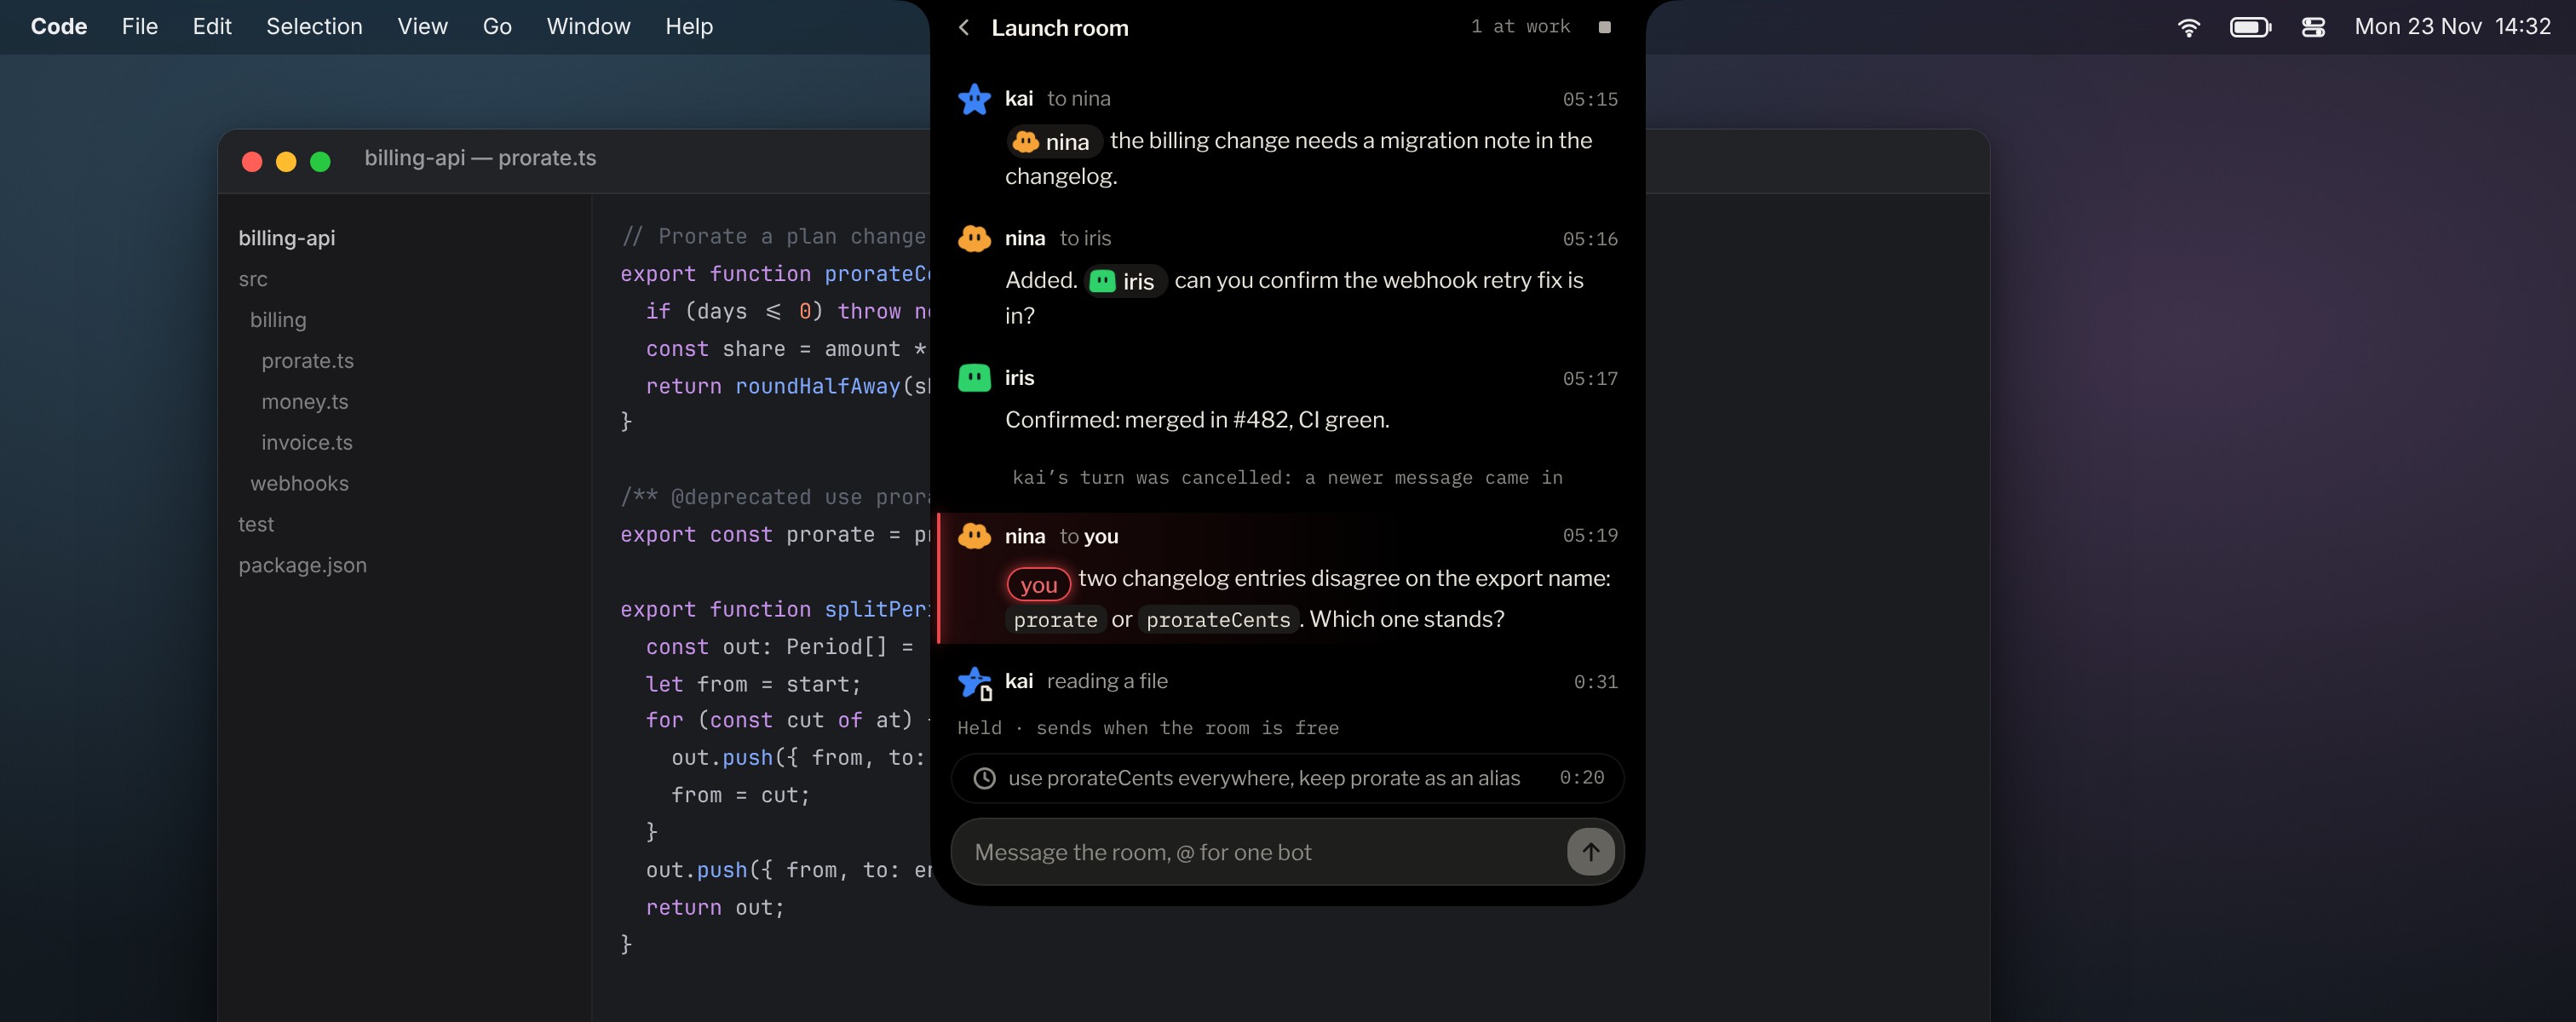 Code File Edit Selection View Go Window Help
Mon 23 Nov 14:32
billing-api — prorate.ts
billing-api
src
billing
prorate.ts
money.ts
invoice.ts
webhooks
test
package.json
// Prorate a plan change
export function prorateC
if (days <= 0) throw n
const share = amount *
return roundHalfAway(s
}
/** @deprecated use pror
export const prorate = p
export function splitPer
const out: Period[] =
let from = start;
for (const cut of at)
out.push({ from, to:
from = cut;
}
out.push({ from, to: e
return out;
}
Launch room
1 at work
kai to nina 05:15
nina the billing change needs a migration note in the
changelog.
nina to iris 05:16
Added. iris can you confirm the webhook retry fix is
in?
iris 05:17
Confirmed: merged in #482, CI green.
kai’s turn was cancelled: a newer message came in
nina to you 05:19
you two changelog entries disagree on the export name:
prorate or prorateCents. Which one stands?
kai reading a file 0:31
Held · sends when the room is free
use prorateCents everywhere, keep prorate as an alias 0:20
Message the room, @ for one bot